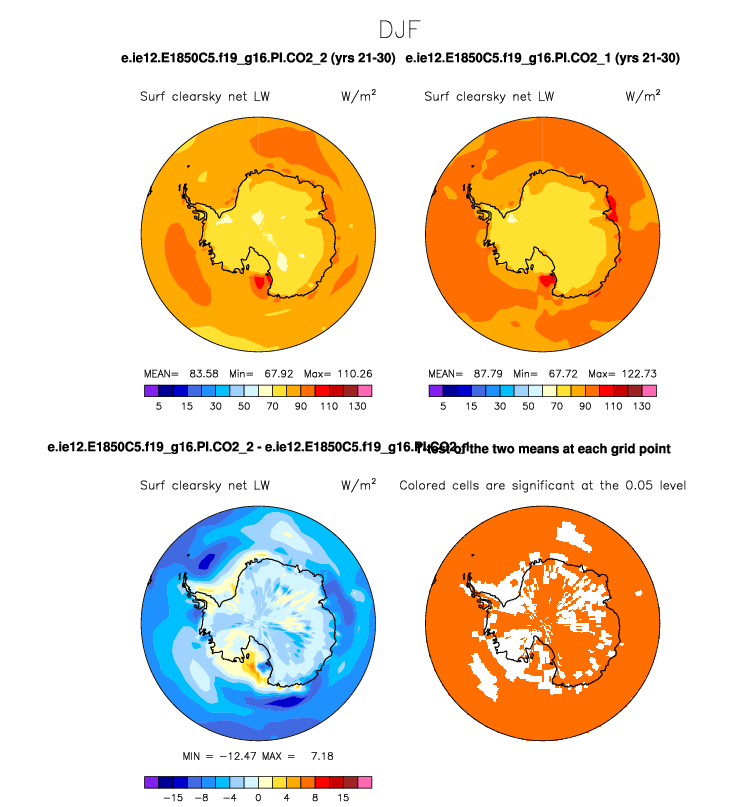 DJF
e.ie12.E1850C5.f19_g16.PI.CO2_2 (yrs 21-30) e.ie12.E1850C5.f19_g16.PI.CO2_1 (yrs 21-30)
Surf clearsky net LW W/m² Surf clearsky net LW W/m²
MEAN= 83.58 Min= 67.92 Max= 110.26 MEAN= 87.79 Min= 67.72 Max= 122.73
5 15 30 50 70 90 110 130 5 15 30 50 70 90 110 130
e.ie12.E1850C5.f19_g16.PI.CO2_2 - e.ie12.E1850C5.f19_g16.PI.CO2_1 T-test of the two means at each grid point
Surf clearsky net LW W/m² Colored cells are significant at the 0.05 level
MIN = -12.47 MAX = 7.18
-15 -8 -4 0 4 8 15